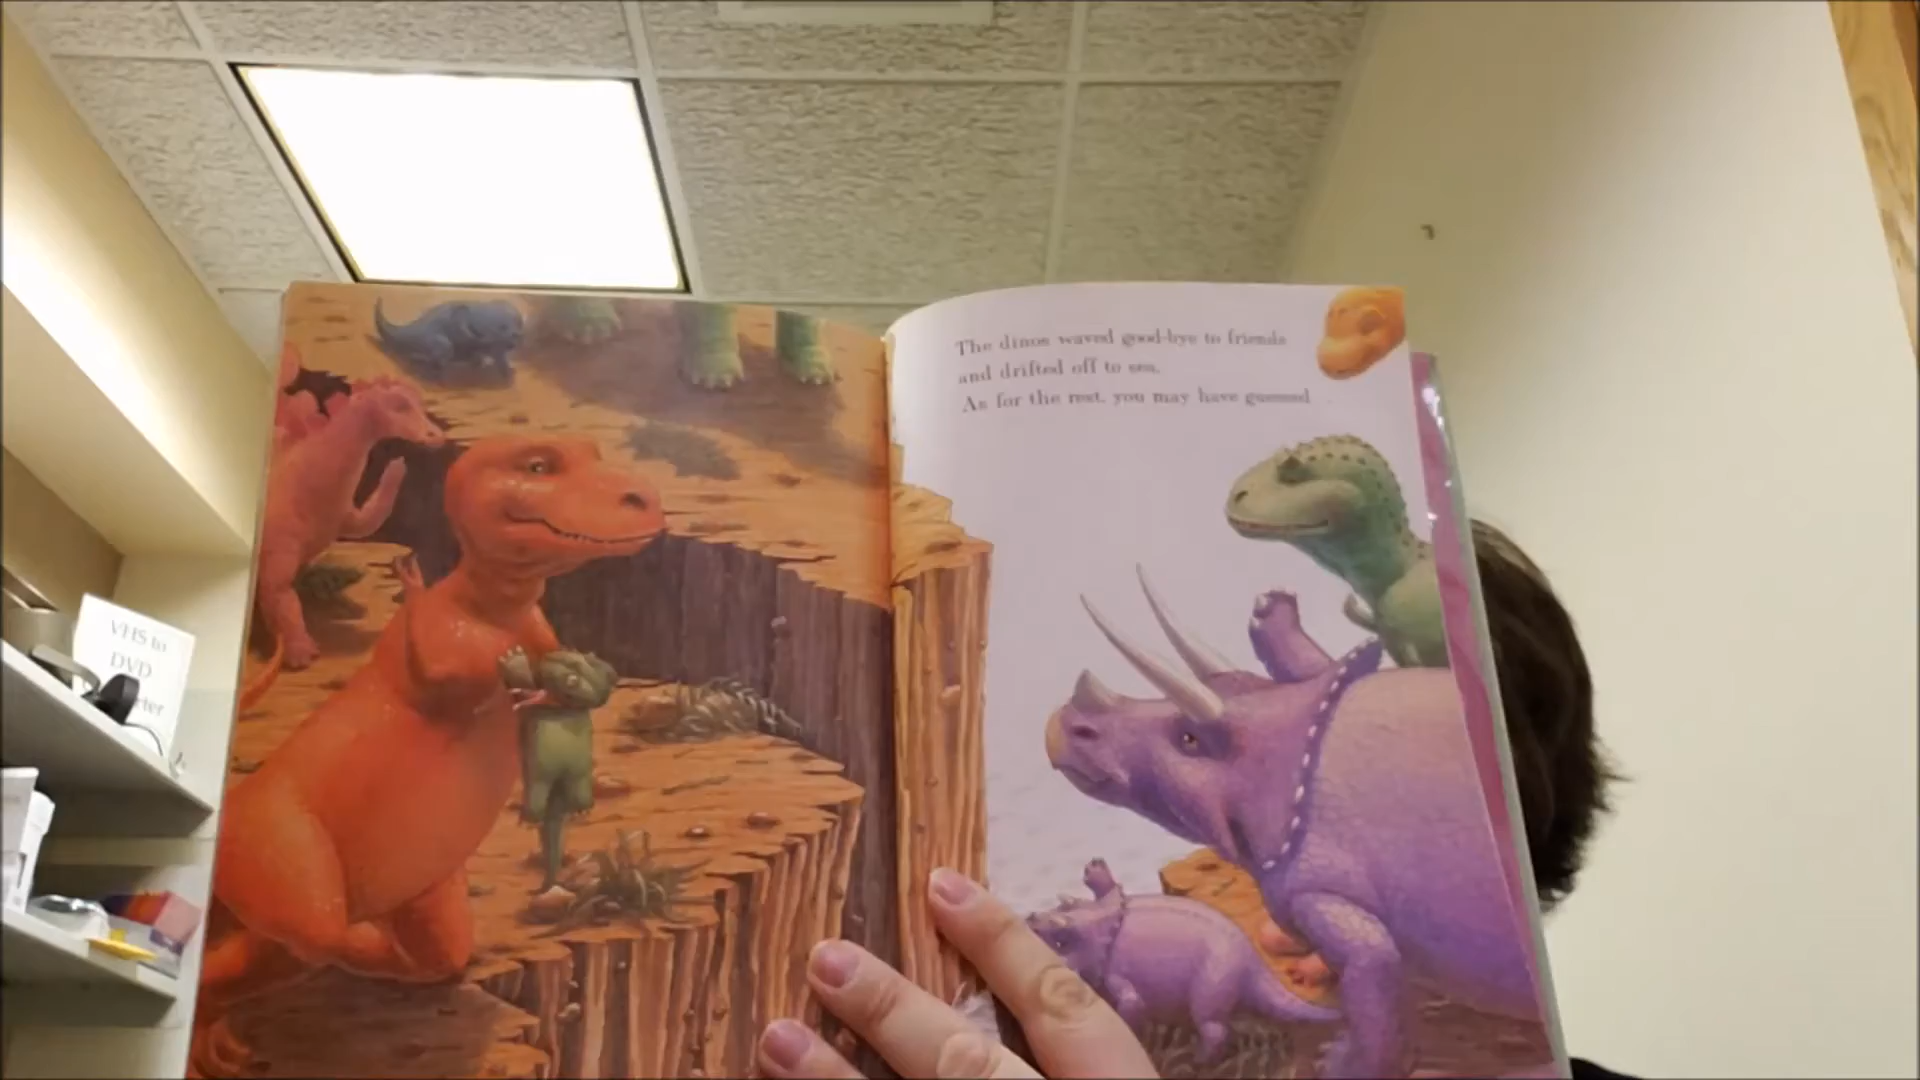 The dinos waved good-bye to friends
and drifted off to sea.
As for the rest, you may have guessed
VHS to
DVD